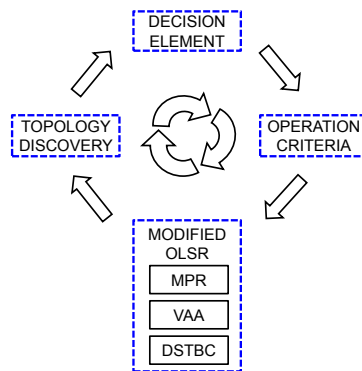 DECISION
ELEMENT
TOPOLOGY
DISCOVERY
OPERATION
CRITERIA
MODIFIED
OLSR
MPR
VAA
DSTBC